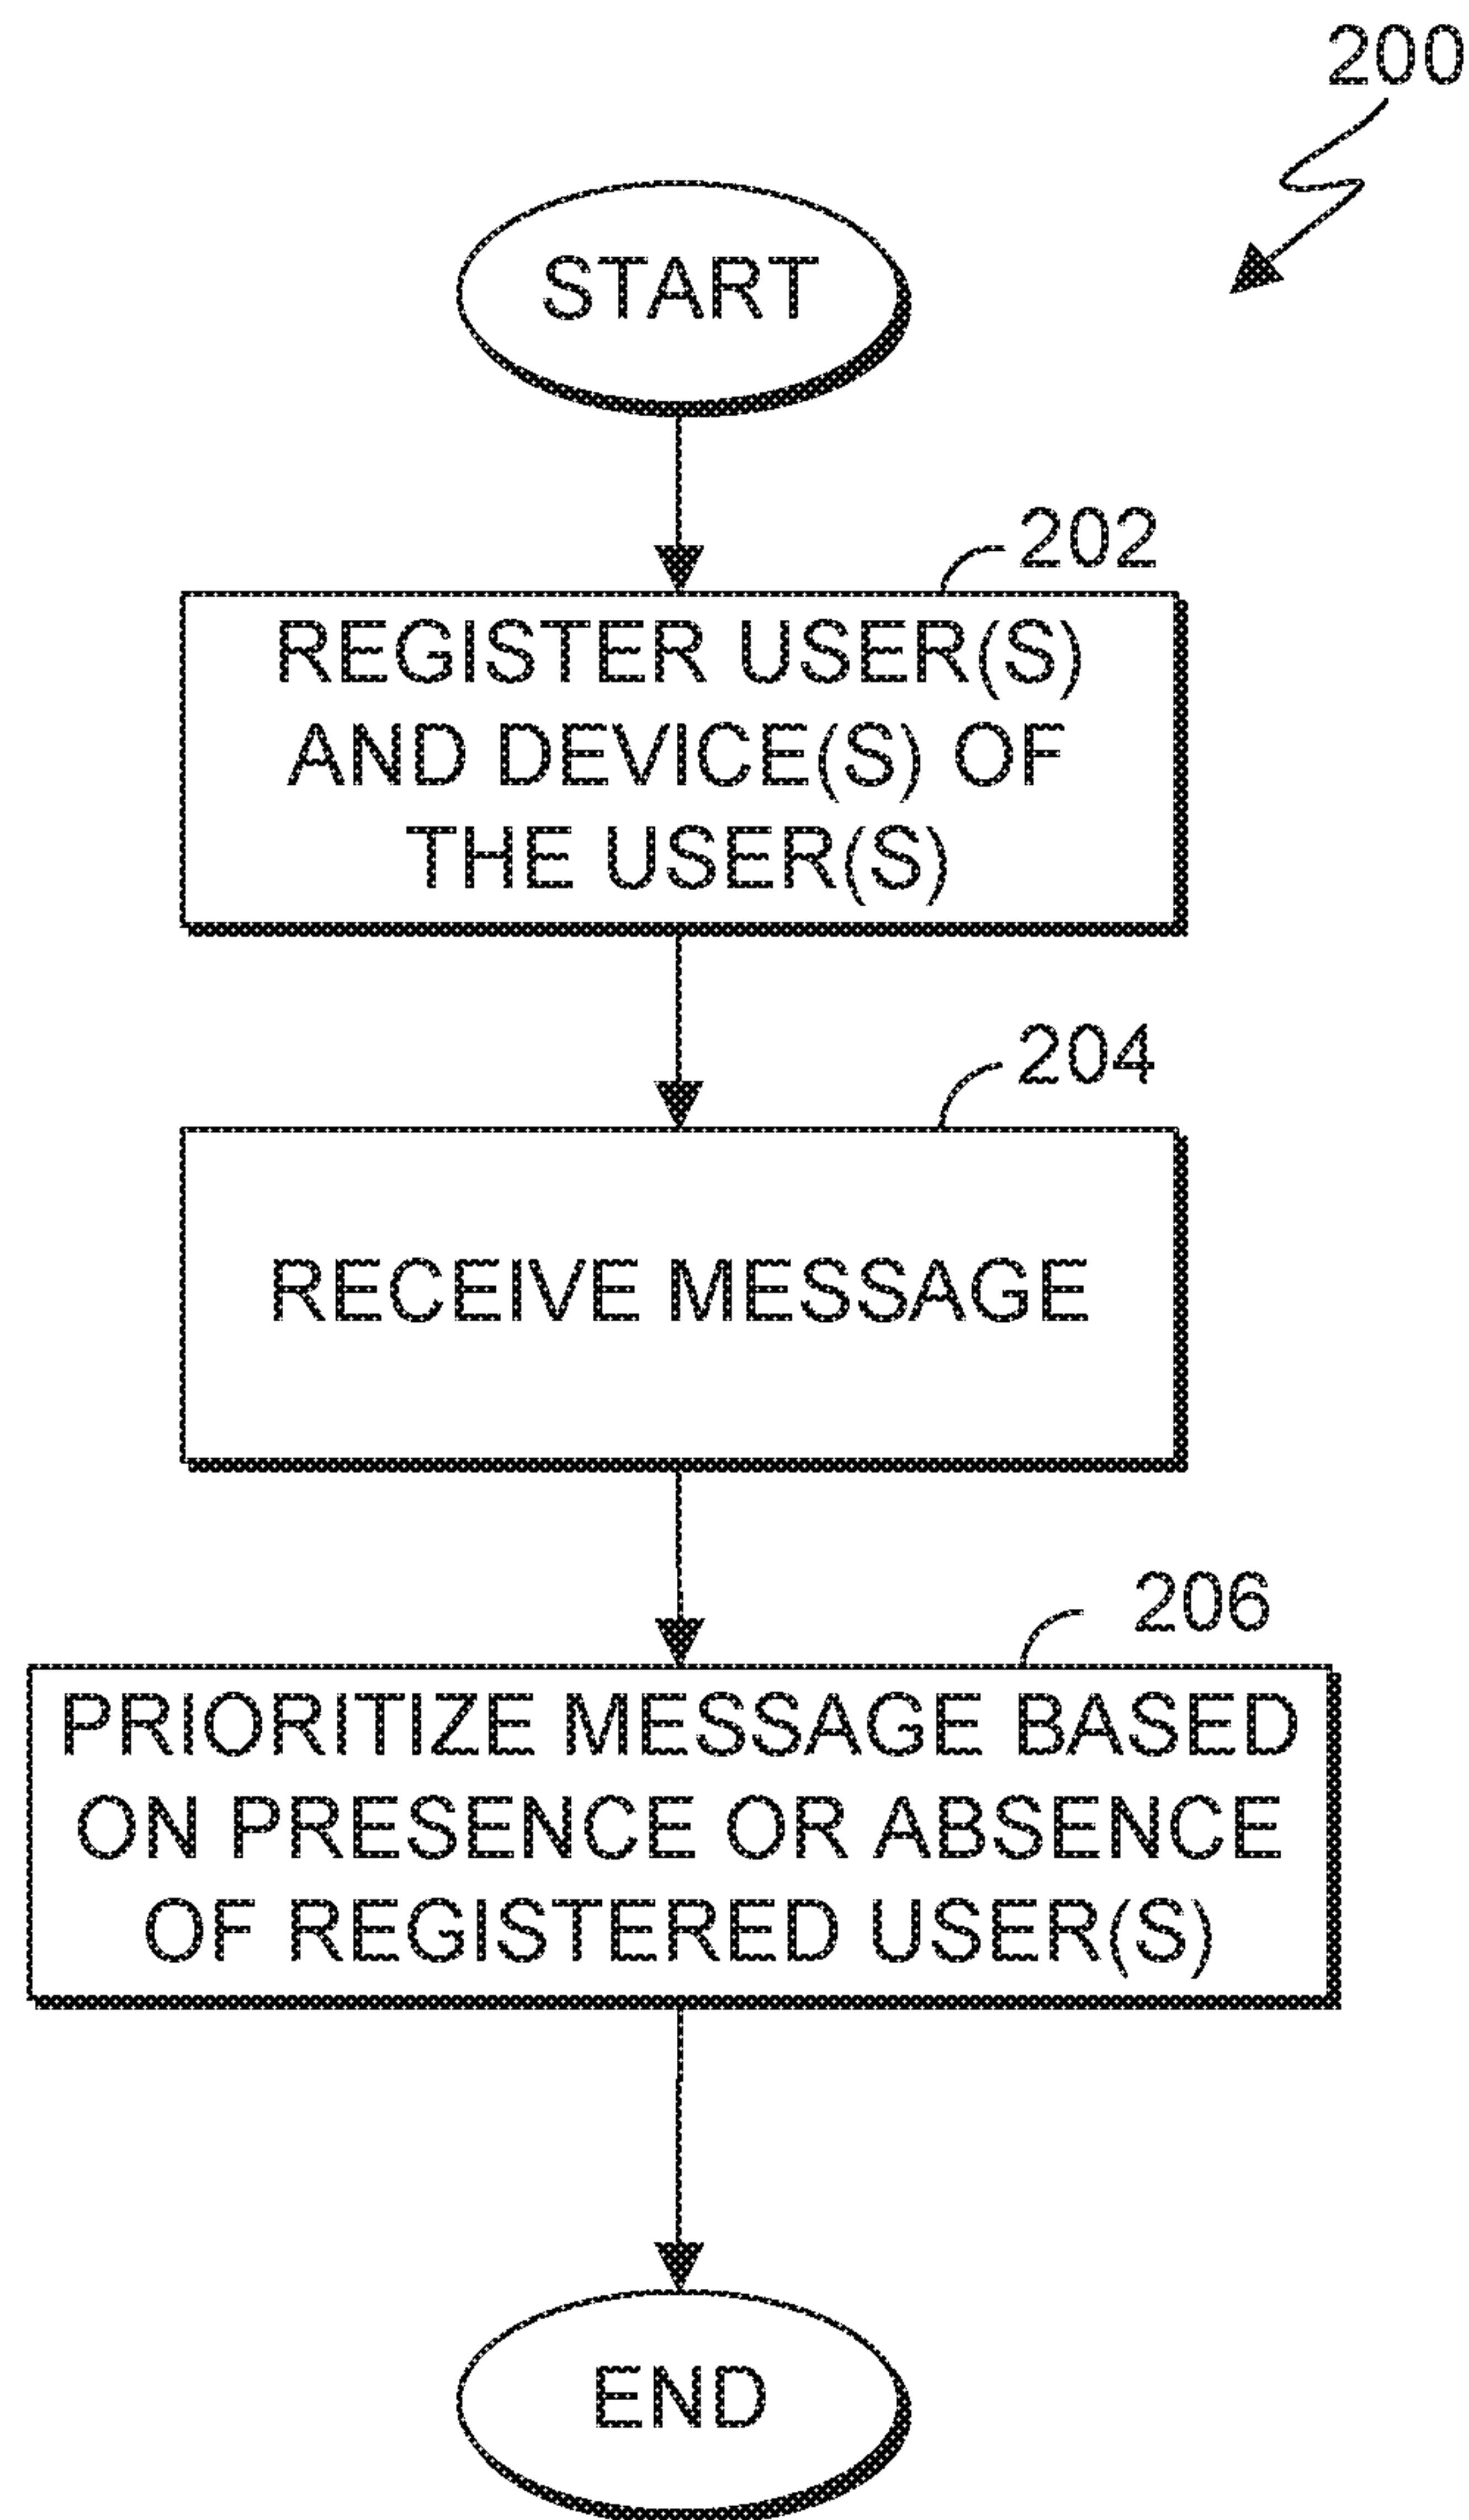 200
START
202
REGISTER USER(S)
AND DEVICE(S) OF
THE USER(S)
204
RECEIVE MESSAGE
206
PRIORITIZE MESSAGE BASED
ON PRESENCE OR ABSENCE
OF REGISTERED USER(S)
END